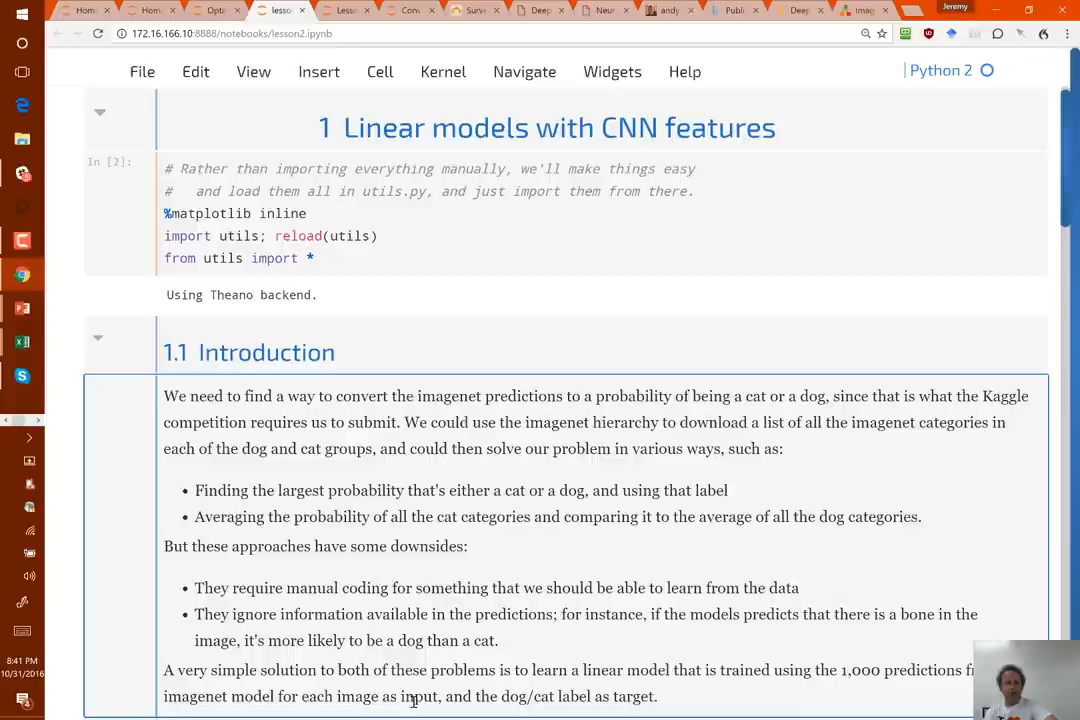 Home
Home
Opti
lesso
Lesso
Con
Surve
Deep
Neur
andy
Publi
Deep
imag
Jeremy
172.16.166.10:8888/notebooks/lesson2.ipynb
File Edit View Insert Cell Kernel Navigate Widgets Help
Python 2
1 Linear models with CNN features
In [2]:
# Rather than importing everything manually, we'll make things easy
# and load them all in utils.py, and just import them from there.
%matplotlib inline
import utils; reload(utils)
from utils import *
Using Theano backend.
1.1 Introduction
We need to find a way to convert the imagenet predictions to a probability of being a cat or a dog, since that is what the Kaggle
competition requires us to submit. We could use the imagenet hierarchy to download a list of all the imagenet categories in
each of the dog and cat groups, and could then solve our problem in various ways, such as:
• Finding the largest probability that's either a cat or a dog, and using that label
• Averaging the probability of all the cat categories and comparing it to the average of all the dog categories.
But these approaches have some downsides:
• They require manual coding for something that we should be able to learn from the data
• They ignore information available in the predictions; for instance, if the models predicts that there is a bone in the
image, it's more likely to be a dog than a cat.
A very simple solution to both of these problems is to learn a linear model that is trained using the 1,000 predictions
imagenet model for each image as input, and the dog/cat label as target.
8:41 PM
10/31/2016